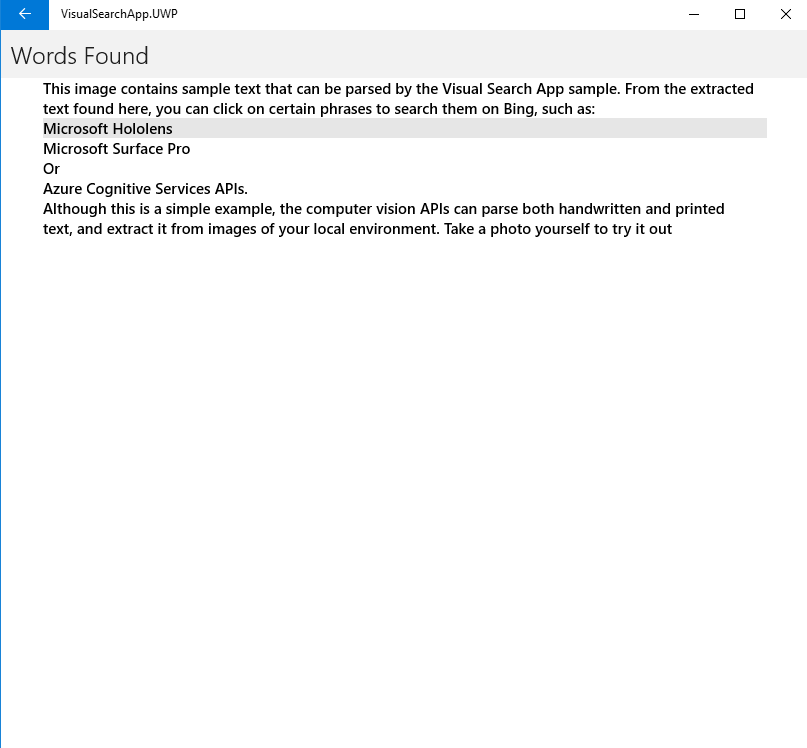 VisualSearchApp.UWP
Words Found
This image contains sample text that can be parsed by the Visual Search App sample. From the extracted
text found here, you can click on certain phrases to search them on Bing, such as:
Microsoft Hololens
Microsoft Surface Pro
Or
Azure Cognitive Services APIs.
Although this is a simple example, the computer vision APIs can parse both handwritten and printed
text, and extract it from images of your local environment. Take a photo yourself to try it out